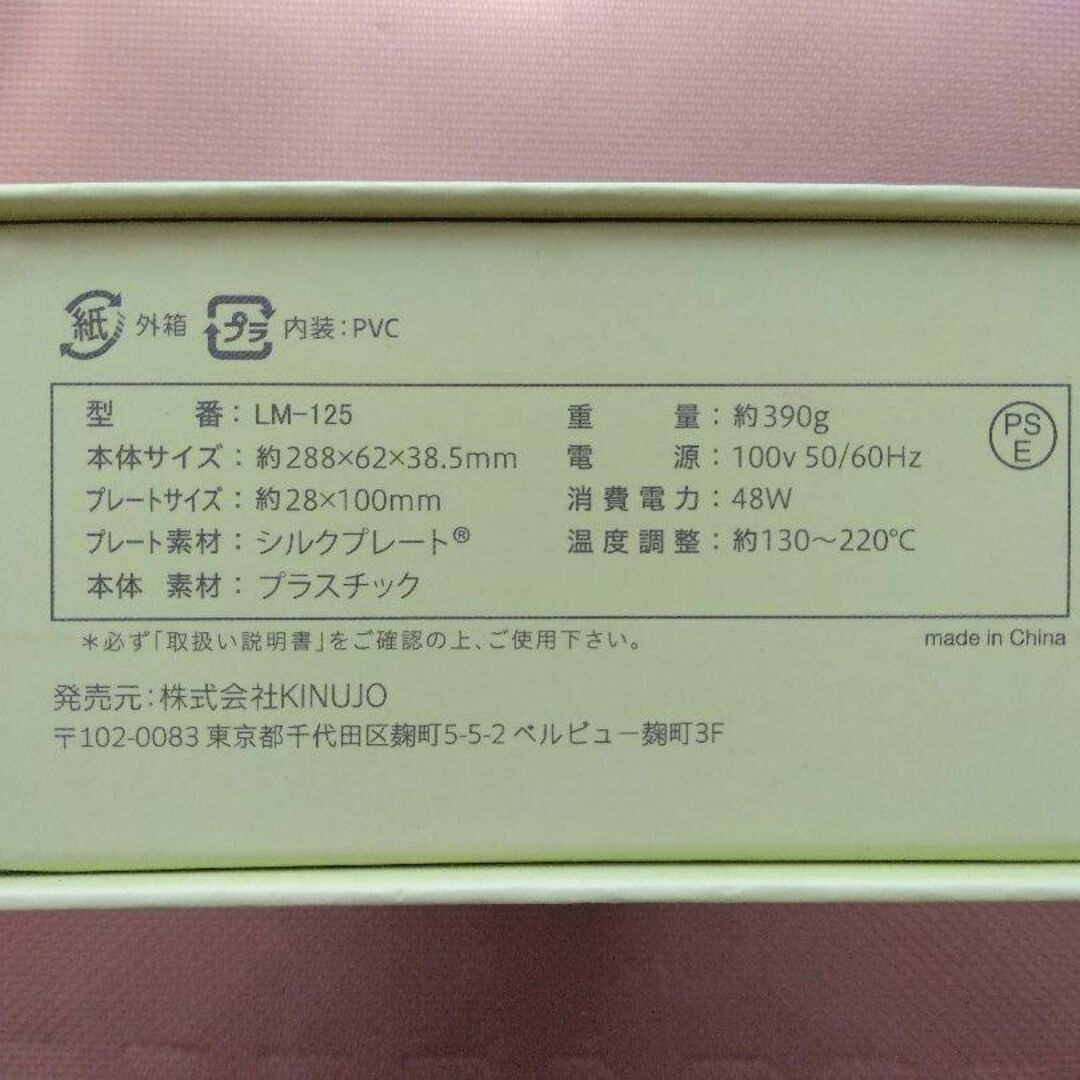 紙 外箱 プラ 内装：PVC
型番：LM-125
本体サイズ：約288×62×38.5mm
プレートサイズ：約28×100mm
プレート素材：シルクプレート®
本体 素材：プラスチック
重量：約390g
電源：100v 50/60Hz
消費電力：48W
温度調整：約130～220℃
PS
E
＊必ず「取扱い説明書」をご確認の上、ご使用下さい。
made in China
発売元：株式会社KINUJO
〒102-0083 東京都千代田区麹町5-5-2 ベルビュー麹町3F